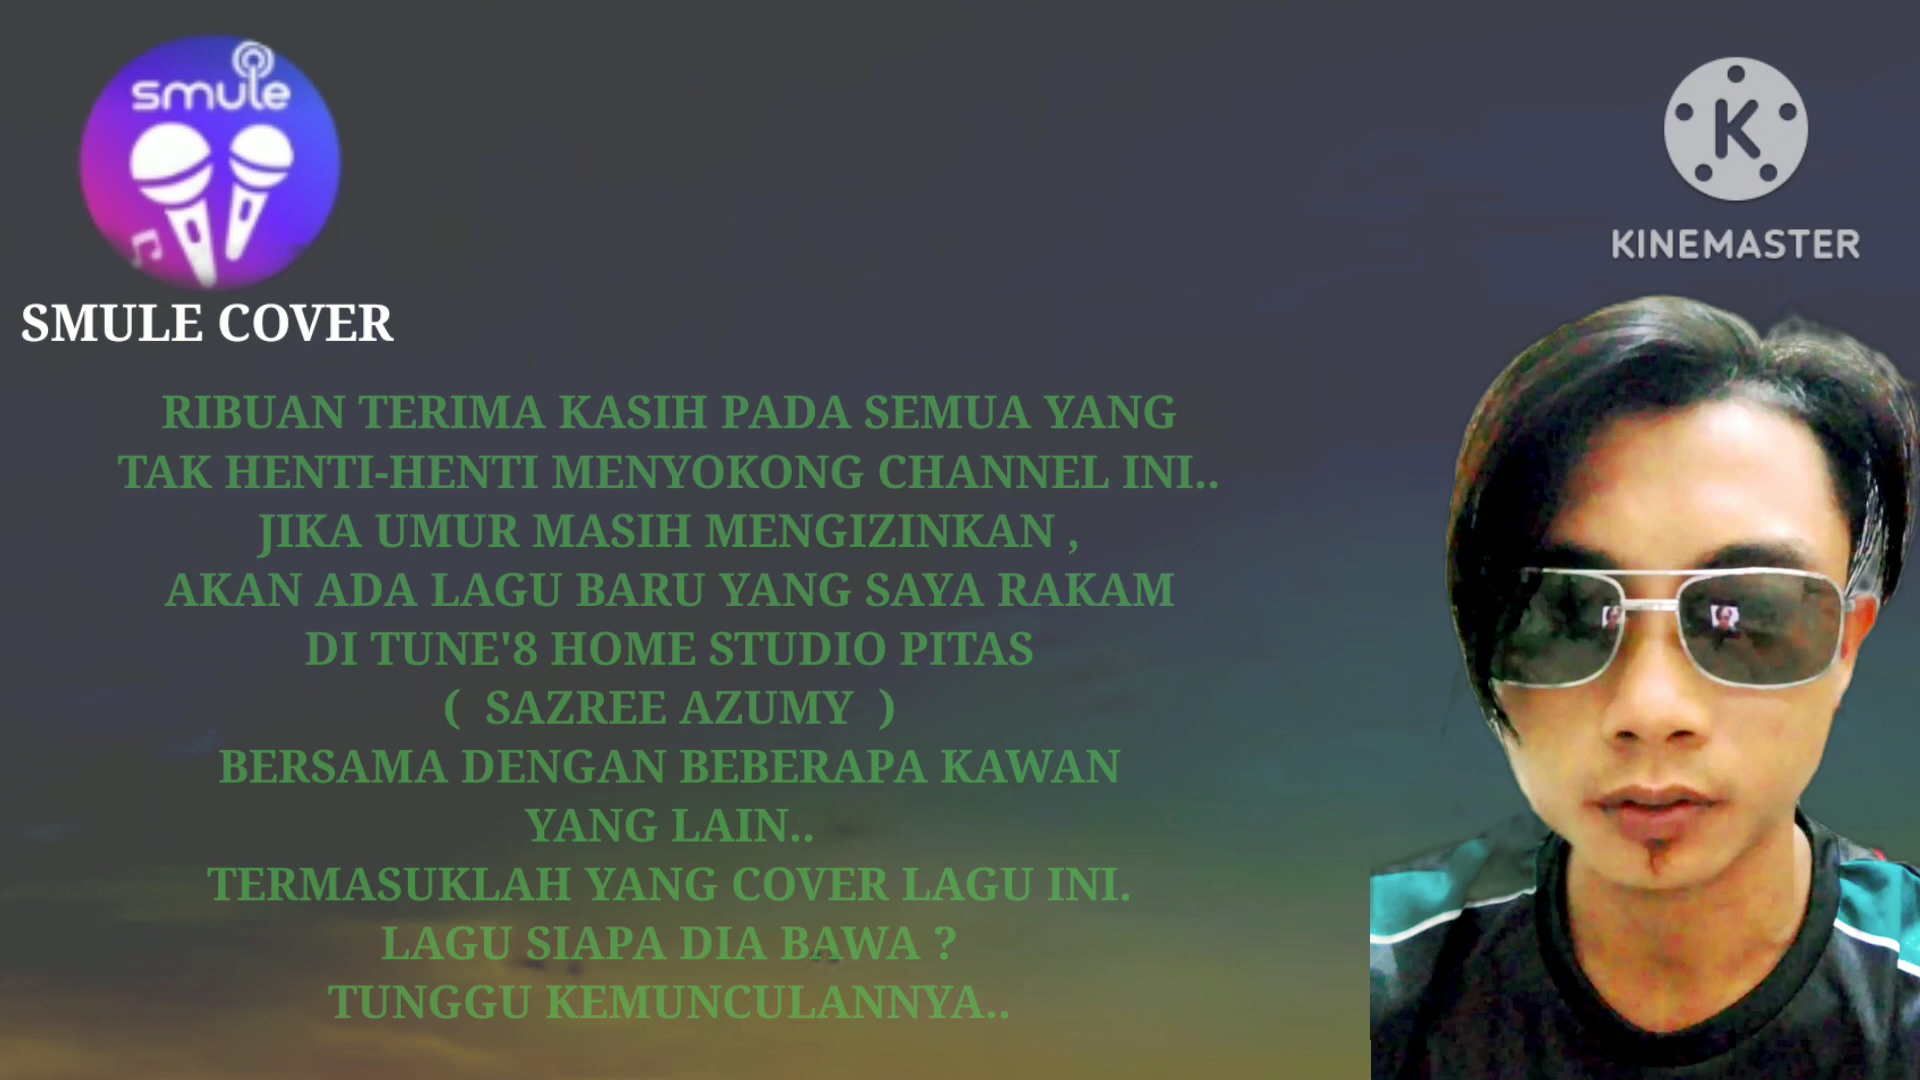 smule
SMULE COVER
K
KINEMASTER
RIBUAN TERIMA KASIH PADA SEMUA YANG
TAK HENTI-HENTI MENYOKONG CHANNEL INI..
JIKA UMUR MASIH MENGIZINKAN ,
AKAN ADA LAGU BARU YANG SAYA RAKAM
DI TUNE'8 HOME STUDIO PITAS
( SAZREE AZUMY )
BERSAMA DENGAN BEBERAPA KAWAN
YANG LAIN..
TERMASUKLAH YANG COVER LAGU INI.
LAGU SIAPA DIA BAWA ?
TUNGGU KEMUNCULANNYA..